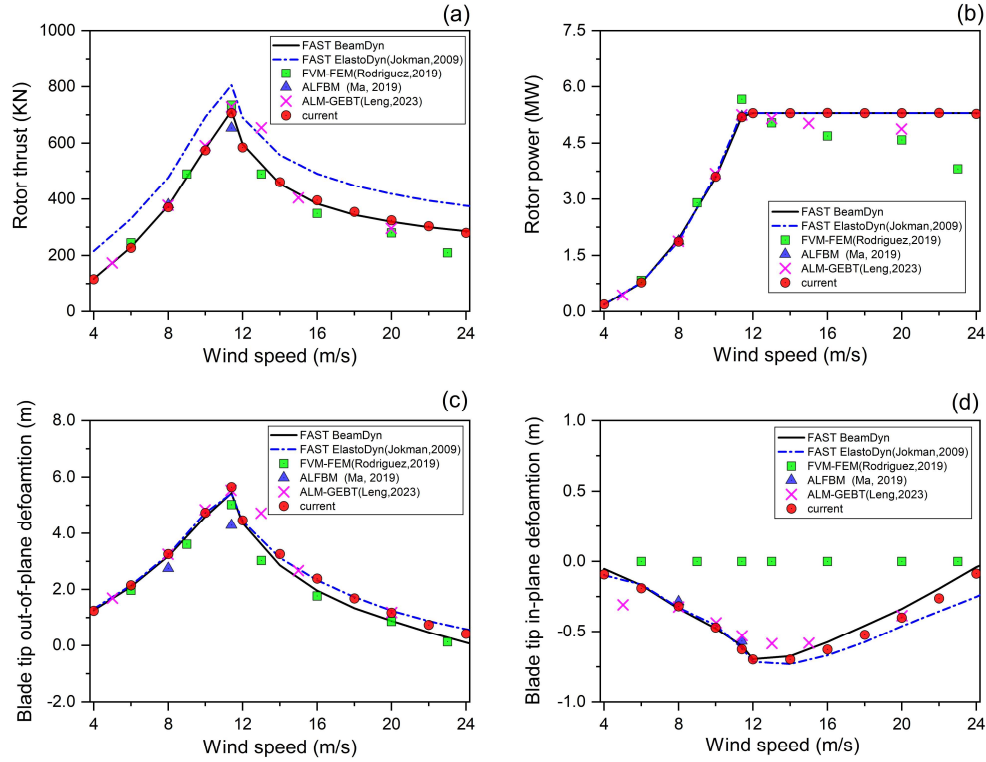 (a)
1000
800
600
400
200
0
Rotor thrust (KN)
FAST BeamDyn
FAST ElastoDyn(Jokman,2009)
FVM-FEM(Rodrigucz,2019)
ALFBM (Ma, 2019)
ALM-GEBT(Leng,2023)
current
4 8 12 16 20 24
Wind speed (m/s)
(b)
7.5
6.0
4.5
3.0
1.5
0.0
Rotor power (MW)
FAST BeamDyn
FAST ElastoDyn(Jokman,2009)
FVM-FEM(Rodriguez,2019)
ALFBM (Ma, 2019)
ALM-GEBT(Leng,2023)
current
4 8 12 16 20 24
Wind speed (m/s)
(c)
8.0
6.0
4.0
2.0
0.0
-2.0
Blade tip out-of-plane defoamtion (m)
FAST BeamDyn
FAST ElastoDyn(Jokman,2009)
FVM-FEM(Rodriguez,2019)
ALFBM (Ma, 2019)
ALM-GEBT(Leng,2023)
current
4 8 12 16 20 24
Wind speed (m/s)
(d)
1.0
0.5
0.0
-0.5
-1.0
Blade tip in-plane defoamtion (m)
FAST BeamDyn
FAST ElastoDyn(Jokman,2009)
FVM-FEM(Rodriguez,2019)
ALFBM (Ma, 2019)
ALM-GEBT(Leng,2023)
current
4 8 12 16 20 24
Wind speed (m/s)